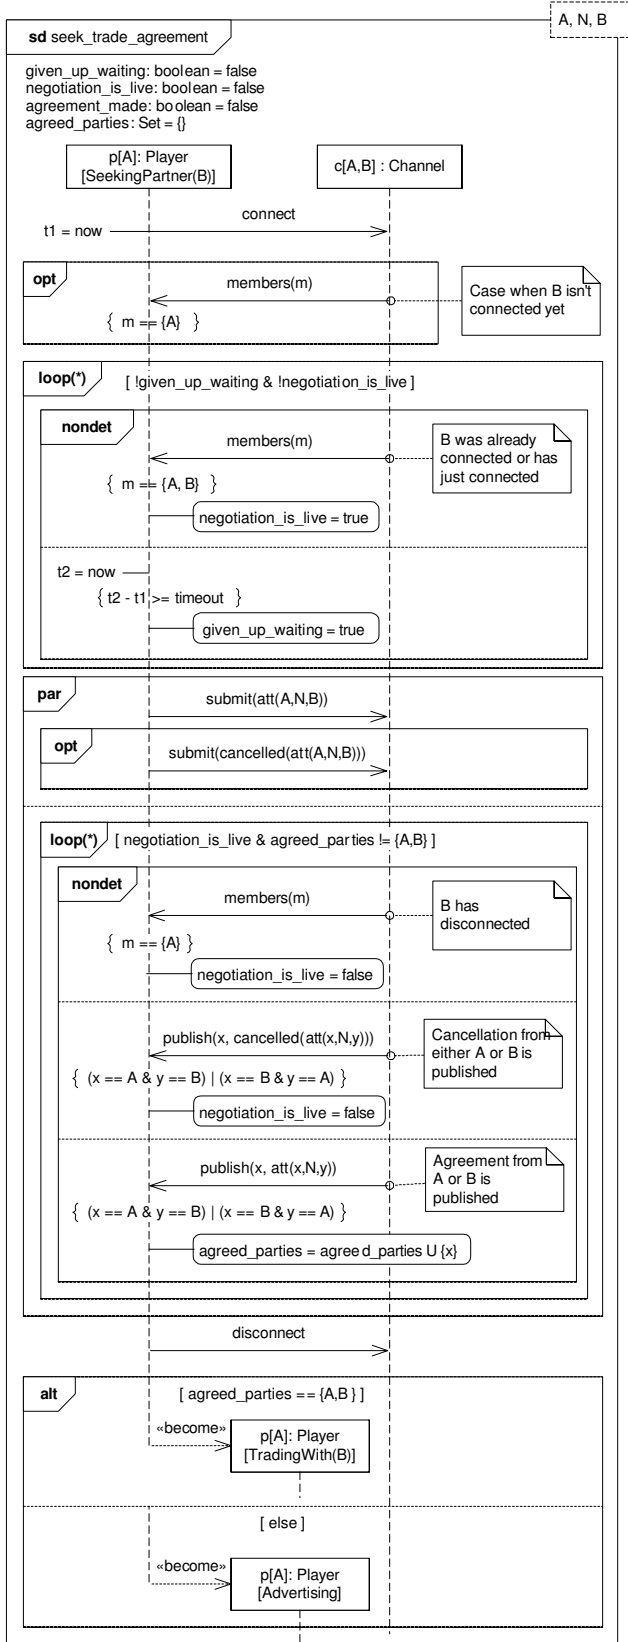 A, N, B
sd seek_trade_agreement
given_up_waiting: boolean = false
negotiation_is_live: boolean = false
agreement_made: boolean = false
agreed_parties: Set = {}
p[A]: Player
[SeekingPartner(B)]
c[A,B] : Channel
connect
t1 = now
opt
members(m)
{ m == {A} }
Case when B isn't
connected yet
loop(*) [ !given_up_waiting & !negotiation_is_live ]
nondet
members(m)
{ m == {A, B} }
B was already
connected or has
just connected
negotiation_is_live = true
t2 = now
{ t2 - t1 >= timeout }
given_up_waiting = true
par
submit(att(A,N,B))
opt
submit(cancelled(att(A,N,B)))
loop(*) [ negotiation_is_live & agreed_parties != {A,B} ]
nondet
members(m)
{ m == {A} }
B has
disconnected
negotiation_is_live = false
publish(x, cancelled(att(x,N,y)))
{ (x == A & y == B) | (x == B & y == A) }
Cancellation from
either A or B is
published
negotiation_is_live = false
publish(x, att(x,N,y))
{ (x == A & y == B) | (x == B & y == A) }
Agreement from
A or B is
published
agreed_parties = agreed_parties U {x}
disconnect
alt
[ agreed_parties == {A,B } ]
«become»
p[A]: Player
[TradingWith(B)]
[ else ]
«become»
p[A]: Player
[Advertising]